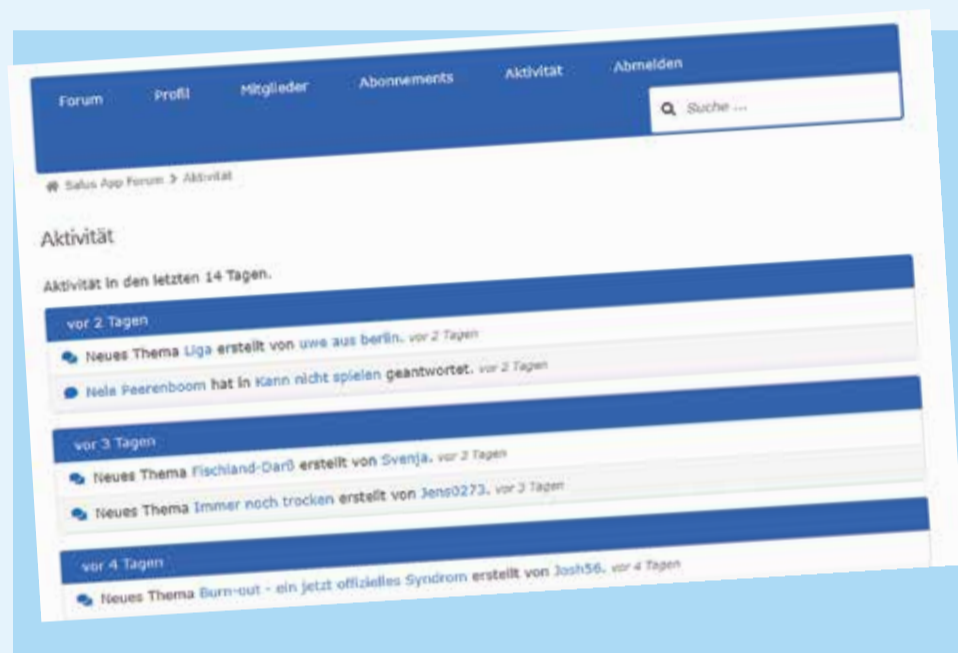 Forum Profil Mitglieder Abonnements Aktivität Abmelden
Suche ...
Salus App Forum > Aktivität
Aktivität
Aktivität in den letzten 14 Tagen.
vor 2 Tagen
Neues Thema Liga erstellt von uwe aus berlin. vor 2 Tagen
Nele Peerenboom hat in Kann nicht spielen geantwortet. vor 2 Tagen
vor 3 Tagen
Neues Thema Fischland-Darß erstellt von Svenja. vor 2 Tagen
Neues Thema Immer noch trocken erstellt von Jens0273. vor 3 Tagen
vor 4 Tagen
Neues Thema Burn-out - ein jetzt offizielles Syndrom erstellt von Josh56. vor 4 Tagen